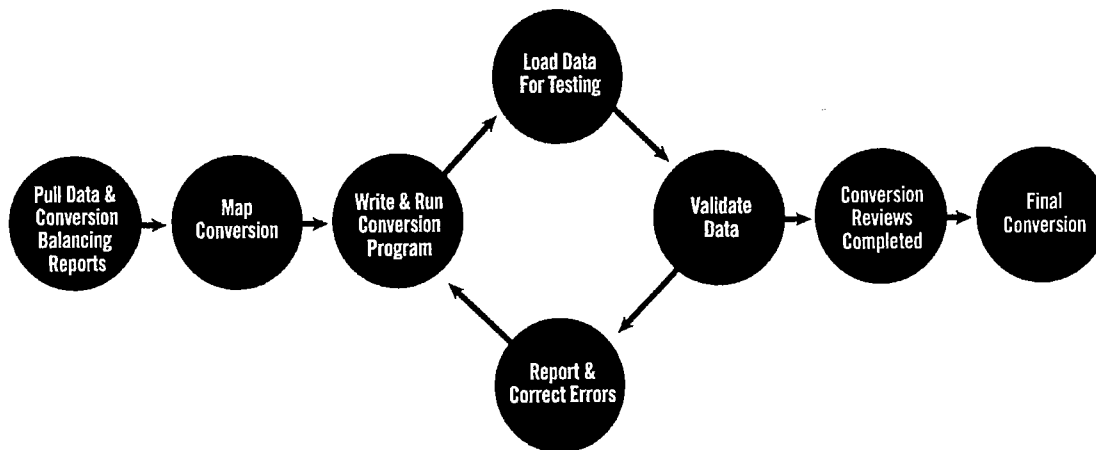 Load Data
For Testing
Pull Data &
Conversion
Balancing
Reports
Map
Conversion
Write & Run
Conversion
Program
Validate
Data
Conversion
Reviews
Completed
Final
Conversion
Report &
Correct Errors